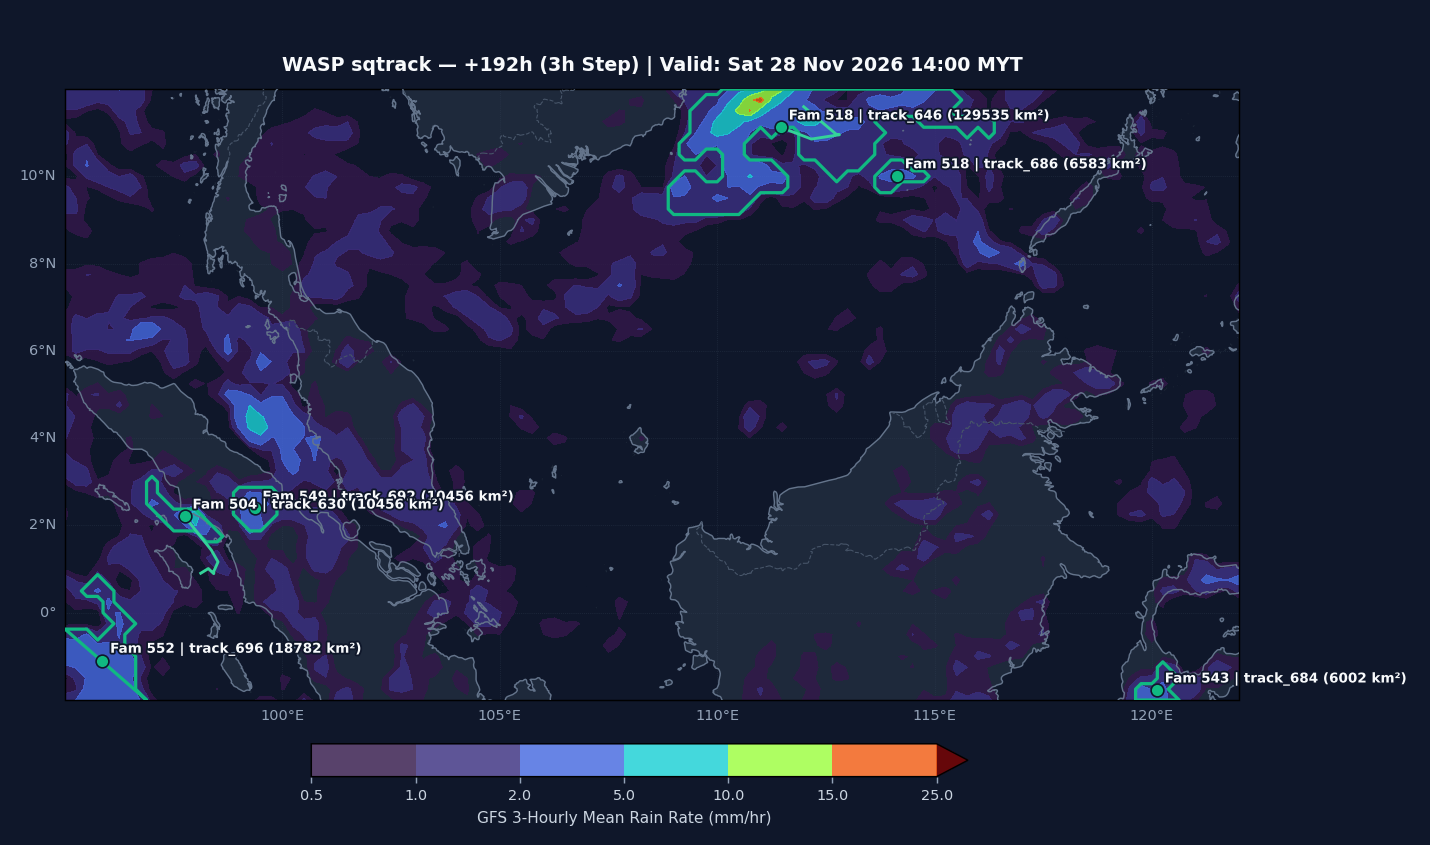 WASP sqtrack — +192h (3h Step) | Valid: Sat 28 Nov 2026 14:00 MYT
Fam 518 | track_646 (129535 km²)
Fam 518 | track_686 (6583 km²)
10°N
8°N
6°N
4°N
2°N
0°
Fam 549 | track_692 (10456 km²)
Fam 504 | track_630 (10456 km²)
Fam 552 | track_696 (18782 km²)
Fam 543 | track_684 (6002 km²)
100°E 105°E 110°E 115°E 120°E
0.5 1.0 2.0 5.0 10.0 15.0 25.0
GFS 3-Hourly Mean Rain Rate (mm/hr)